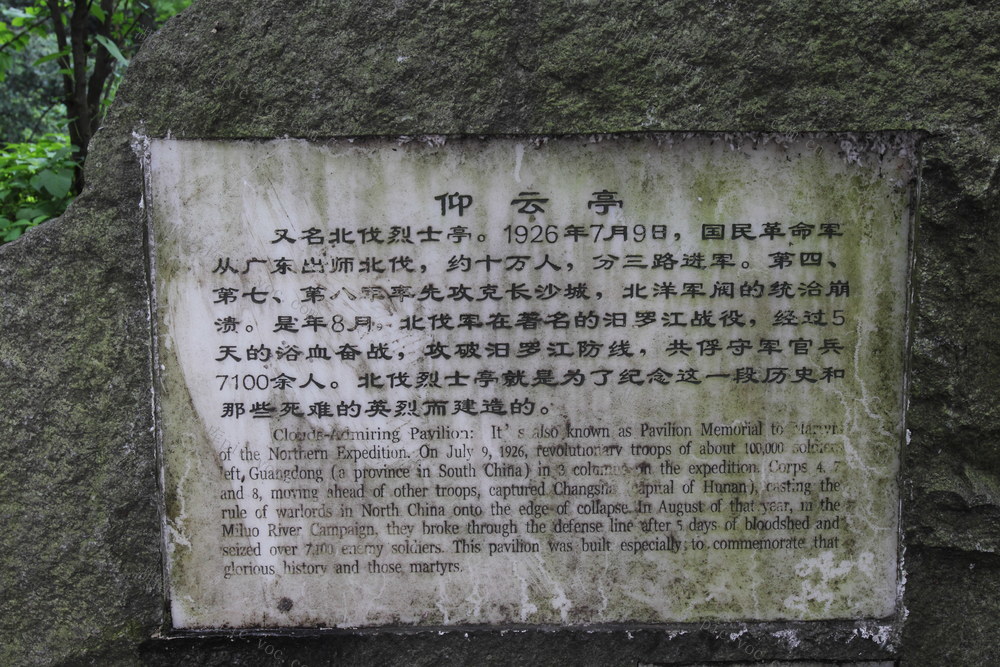 仰云亭
又名北伐烈士亭。1926年7月9日，国民革命军
从广东出师北伐，约十万人，分三路进军。第四、
第七、第八军率先攻克长沙城，北洋军阀的统治崩
溃。是年8月。北伐军在著名的汨罗江战役，经过5
天的浴血奋战，攻破汨罗江防线，共俘守军官兵
7100余人。北伐烈士亭就是为了纪念这一段历史和
那些死难的英烈而建造的。
Clouds-Admiring Pavilion: It's also known as Pavilion Memorial to martyrs
of the Northern Expedition. On July 9, 1926, revolutionary troops of about 100,000 soldiers
left Guangdong (a province in South China) in 3 columns on the expedition. Corps 4, 7
and 8, moving ahead of other troops, captured Changsha (capital of Hunan), casting the
rule of warlords in North China onto the edge of collapse. In August of that year, in the
Miluo River Campaign, they broke through the defense line after 5 days of bloodshed and
seized over 7,100 enemy soldiers. This pavilion was built especially to commemorate that
glorious history and those martyrs.